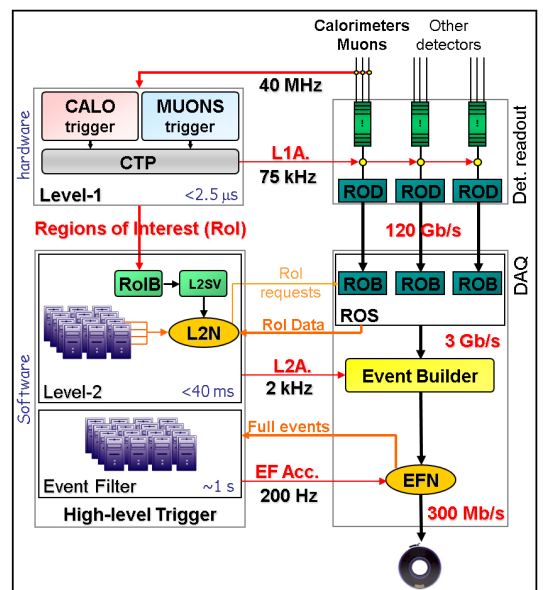 Calorimeters
Muons
Other
detectors
40 MHz
hardware
CALO
trigger
MUONS
trigger
CTP
Level-1
<2.5 μs
L1A.
75 kHz
ROD
ROD
ROD
Det. readout
Regions of Interest (RoI)
120 Gb/s
Software
RoIB
L2SV
L2N
Level-2
<40 ms
RoI
requests
RoI Data
ROB
ROB
ROB
ROS
DAQ
3 Gb/s
L2A.
2 kHz
Event Builder
Full events
Event Filter
~1 s
EF Acc.
200 Hz
EFN
High-level Trigger
300 Mb/s